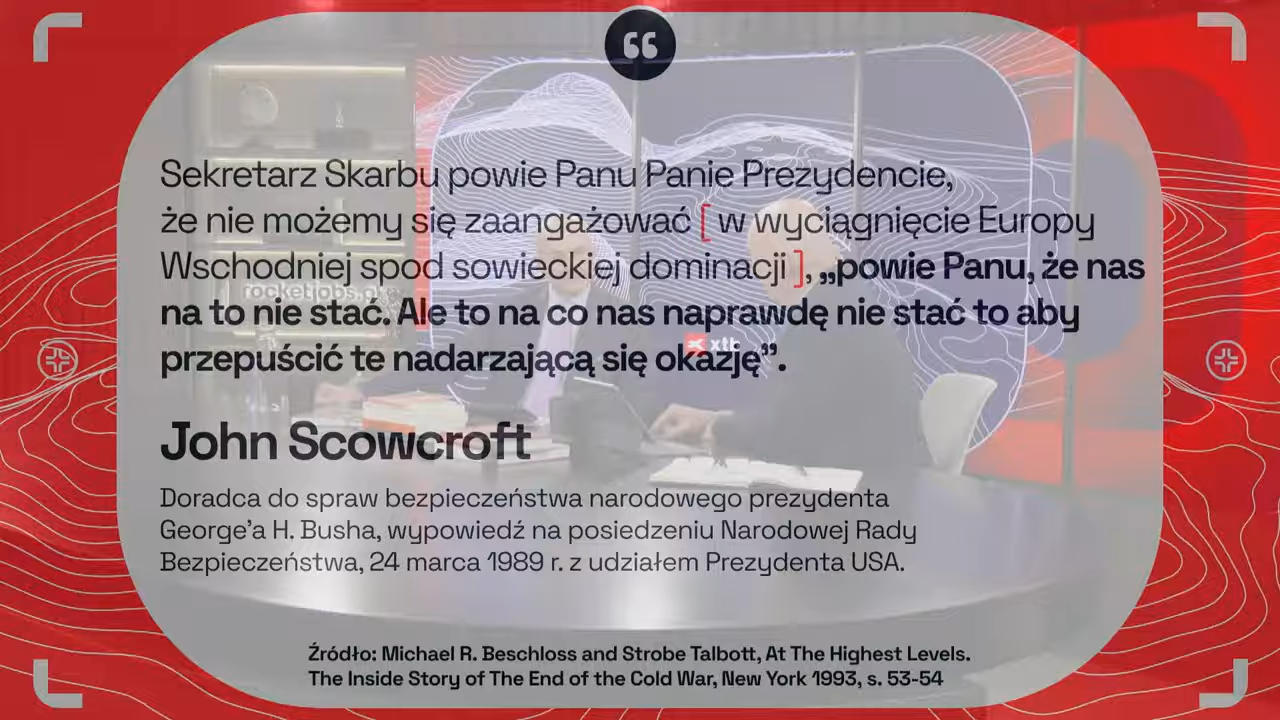 Sekretarz Skarbu powie Panu Panie Prezydencie,
że nie możemy się zaangażować [ w wyciągnięcie Europy
Wschodniej spod sowieckiej dominacji ], „powie Panu, że nas
na to nie stać. Ale to na co nas naprawdę nie stać to aby
przepuścić te nadarzającą się okazję”.
rocketjobs.pl
xtb
John Scowcroft
Doradca do spraw bezpieczeństwa narodowego prezydenta
George’a H. Busha, wypowiedź na posiedzeniu Narodowej Rady
Bezpieczeństwa, 24 marca 1989 r. z udziałem Prezydenta USA.
Źródło: Michael R. Beschloss and Strobe Talbott, At The Highest Levels.
The Inside Story of The End of the Cold War, New York 1993, s. 53-54